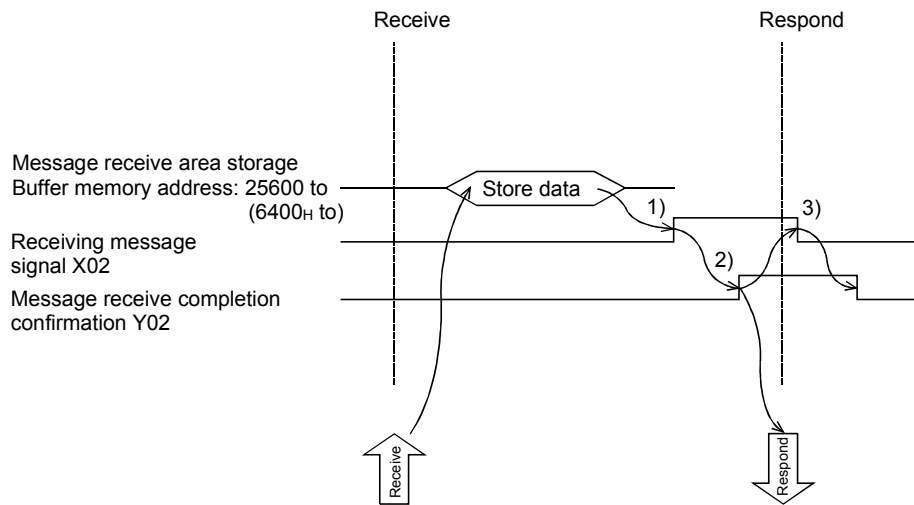 Receive
Respond
Message receive area storage
Buffer memory address: 25600 to
(6400H to)
Store data
1)
3)
Receiving message
signal X02
2)
Message receive completion
confirmation Y02
Receive
Respond